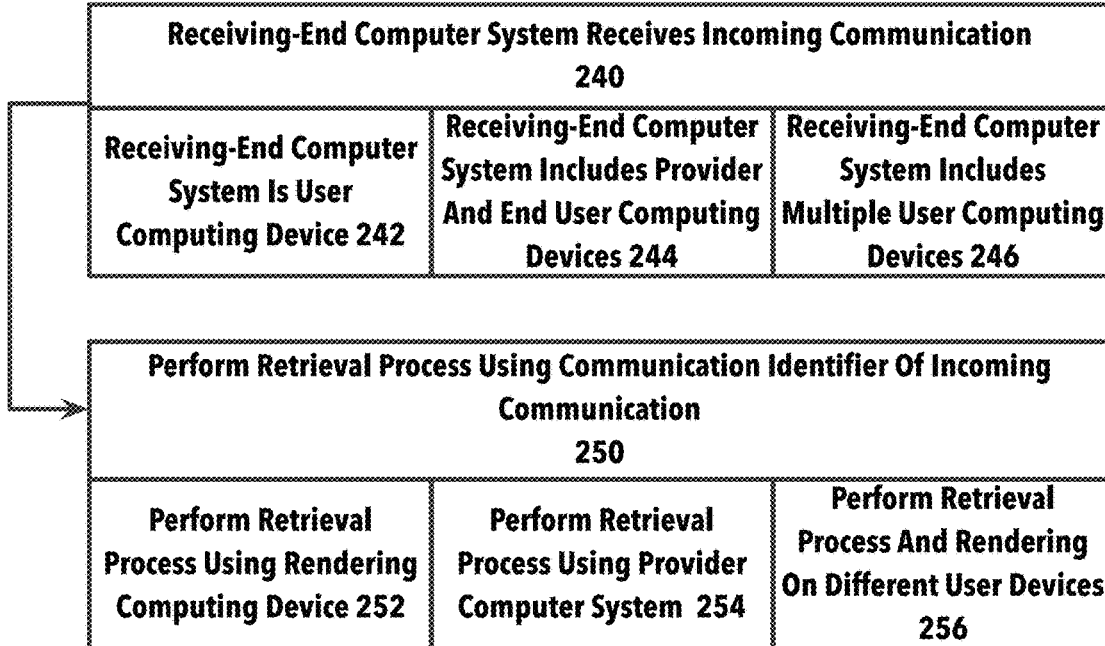 Receiving-End Computer System Receives Incoming Communication
240
Receiving-End Computer
System Is User
Computing Device 242
Receiving-End Computer
System Includes Provider
And End User Computing
Devices 244
Receiving-End Computer
System Includes
Multiple User Computing
Devices 246
Perform Retrieval Process Using Communication Identifier Of Incoming
Communication
250
Perform Retrieval
Process Using Rendering
Computing Device 252
Perform Retrieval
Process Using Provider
Computer System 254
Perform Retrieval
Process And Rendering
On Different User Devices
256